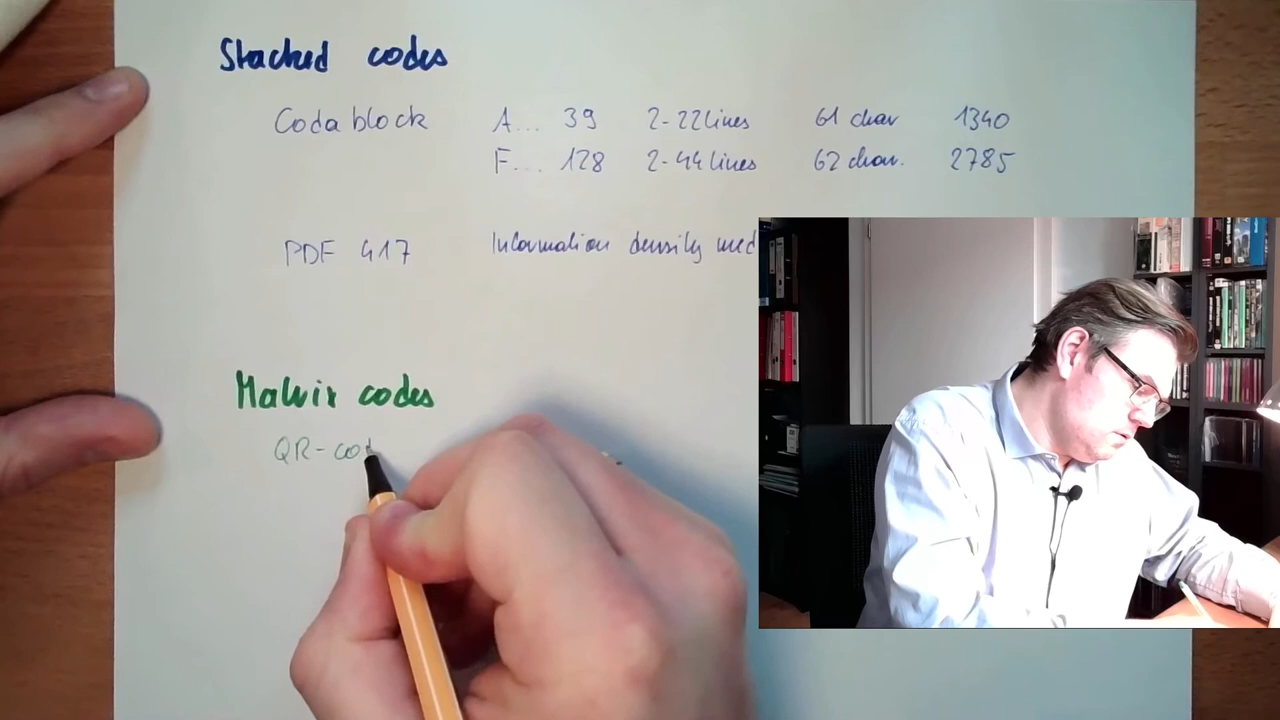 Stacked codes
Codablock A... 39 2-22 lines 61 char 1340
F... 128 2-44 lines 62 char. 2785
PDF 417 Information density med
Matrix codes
QR-cod